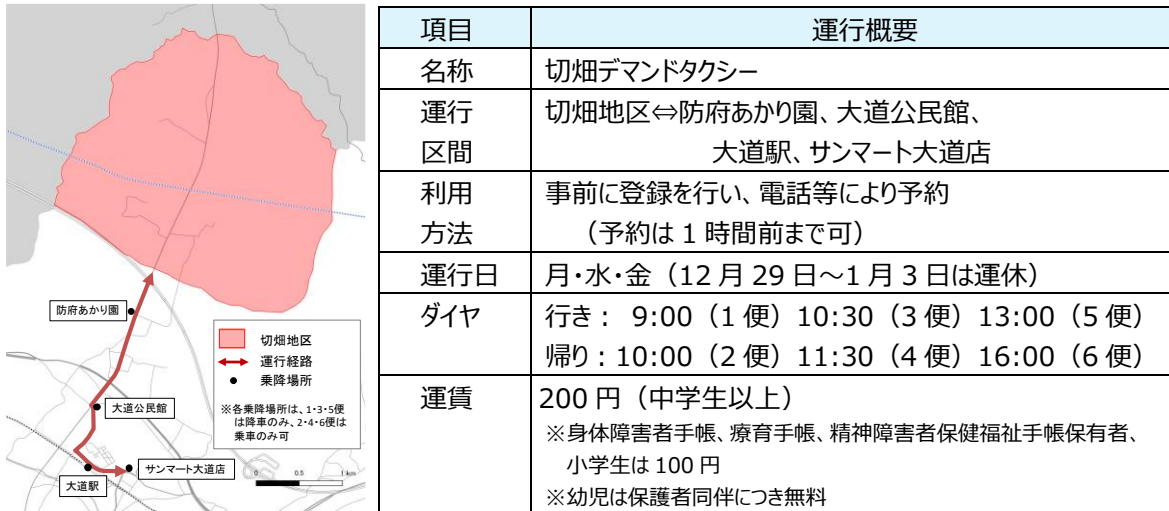 防府あかり園
大道公民館
大道駅
サンマート大道店
切畑地区
運行経路
乗降場所
※各乗降場所は、1・3・5便
は降車のみ、2・4・6便は
乗車のみ可
0 0.5 1 km
項目 運行概要
名称 切畑デマンドタクシー
運行 切畑地区⇔防府あかり園、大道公民館、
区間 大道駅、サンマート大道店
利用 事前に登録を行い、電話等により予約
方法 （予約は 1 時間前まで可）
運行日 月・水・金（12 月 29 日～1 月 3 日は運休）
ダイヤ 行き： 9:00（1 便）10:30（3 便）13:00（5 便）
帰り：10:00（2 便）11:30（4 便）16:00（6 便）
運賃 200 円（中学生以上）
※身体障害者手帳、療育手帳、精神障害者保健福祉手帳保有者、
小学生は 100 円
※幼児は保護者同伴につき無料